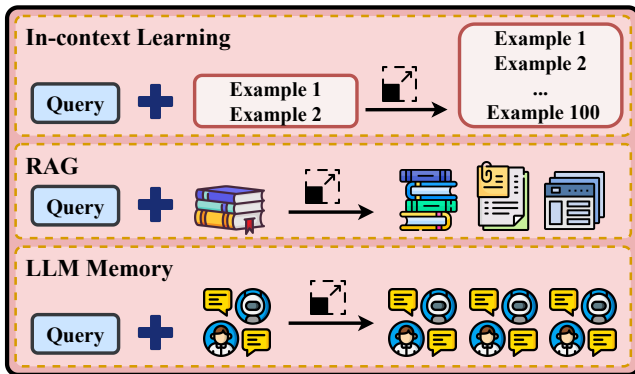 In-context Learning
Query
Example 1
Example 2
Example 1
Example 2
...
Example 100
RAG
Query
LLM Memory
Query